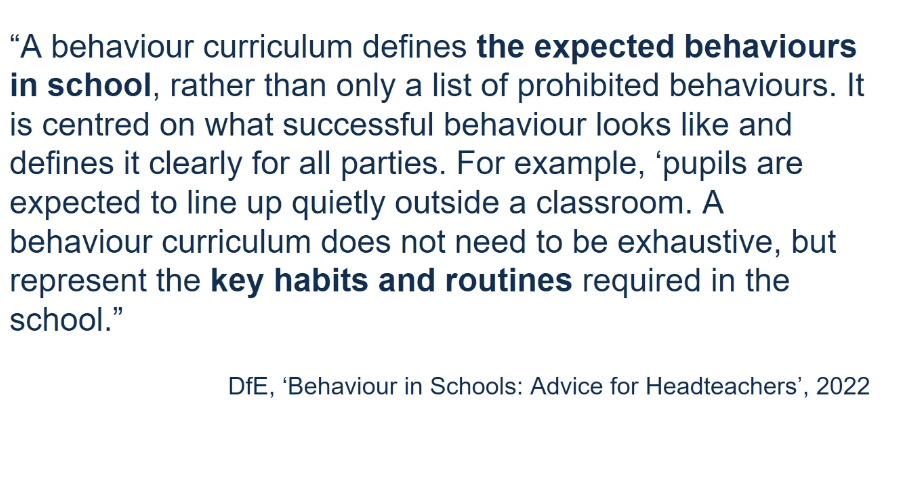 “A behaviour curriculum defines the expected behaviours
in school, rather than only a list of prohibited behaviours. It
is centred on what successful behaviour looks like and
defines it clearly for all parties. For example, ‘pupils are
expected to line up quietly outside a classroom. A
behaviour curriculum does not need to be exhaustive, but
represent the key habits and routines required in the
school.”
DfE, ‘Behaviour in Schools: Advice for Headteachers’, 2022